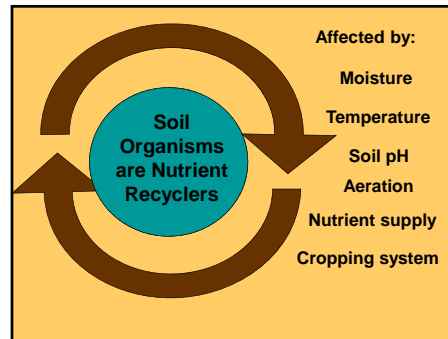 Soil
Organisms
are Nutrient
Recyclers
Affected by:
Moisture
Temperature
Soil pH
Aeration
Nutrient supply
Cropping system